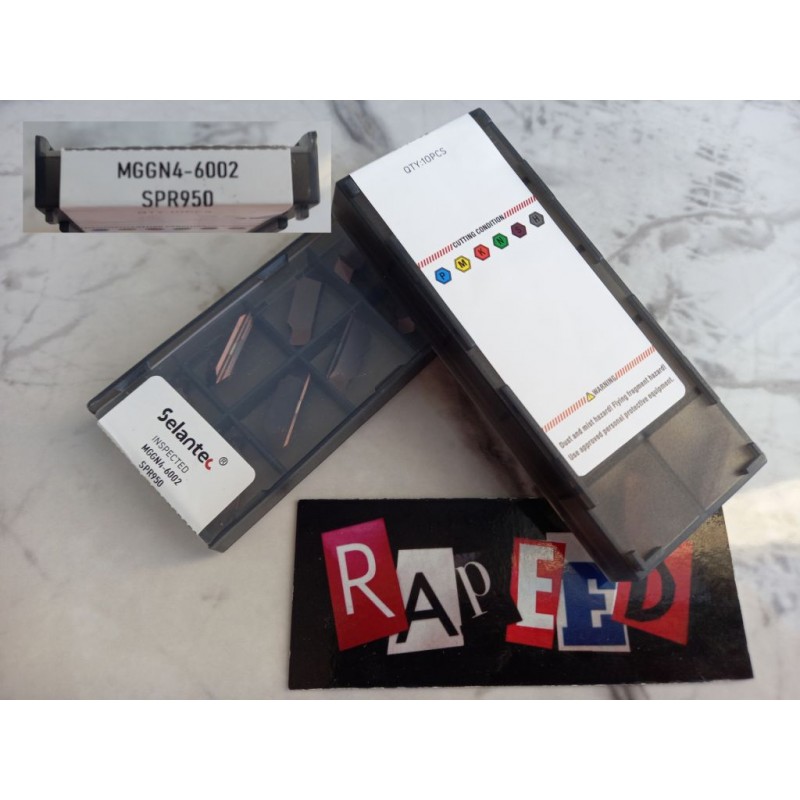 MGGN4-6002
SPR950
QTY:10PCS
CUTTING CONDITION
P M K N S H
WARNING
Dust and mist hazard! Flying fragment hazard!
Use approved personal protective equipment.
Selantec®
INSPECTED
MGGN4-6002
SPR950
RAPEED